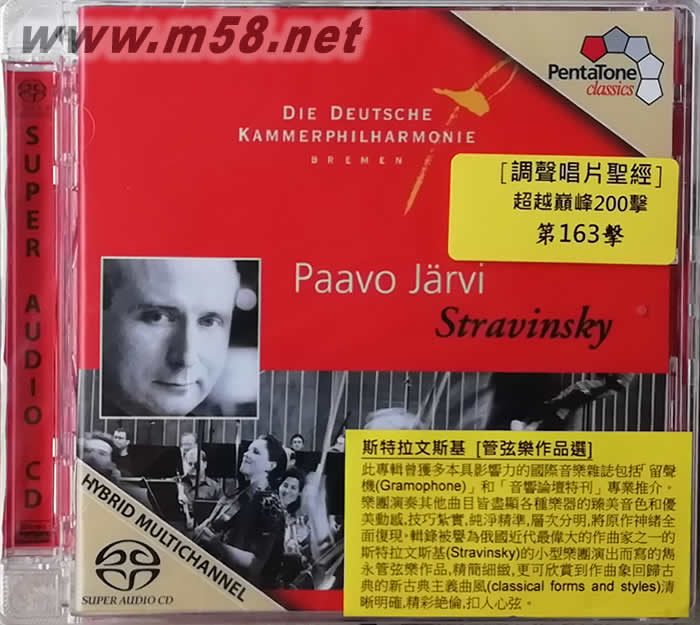 www.m58.net
PentaTone
classics
DIE DEUTSCHE
KAMMERPHILHARMONIE
BREMEN
SUPER AUDIO CD
[調聲唱片聖經]
超越巔峰200擊
第163擊
Paavo Järvi
Stravinsky
HYBRID MULTICHANNEL
SUPER AUDIO CD
斯特拉文斯基 [管弦樂作品選]
此專輯曾獲多本具影響力的國際音樂雜誌包括「留聲
機(Gramophone)」和「音響論壇特刊」專業推介。
樂團演奏其他曲目皆盡顯各種樂器的臻美音色和優
美動感,技巧紮實,純淨精準,層次分明,將原作神緒全
面復現。輯錄被譽為俄國近代最偉大的作曲家之一的
斯特拉文斯基(Stravinsky)的小型樂團演出而寫的雋
永管弦樂作品,精簡細緻,更可欣賞到作曲象回歸古
典的新古典主義曲風(classical forms and styles)清
晰明確,精彩絶倫,扣人心弦。